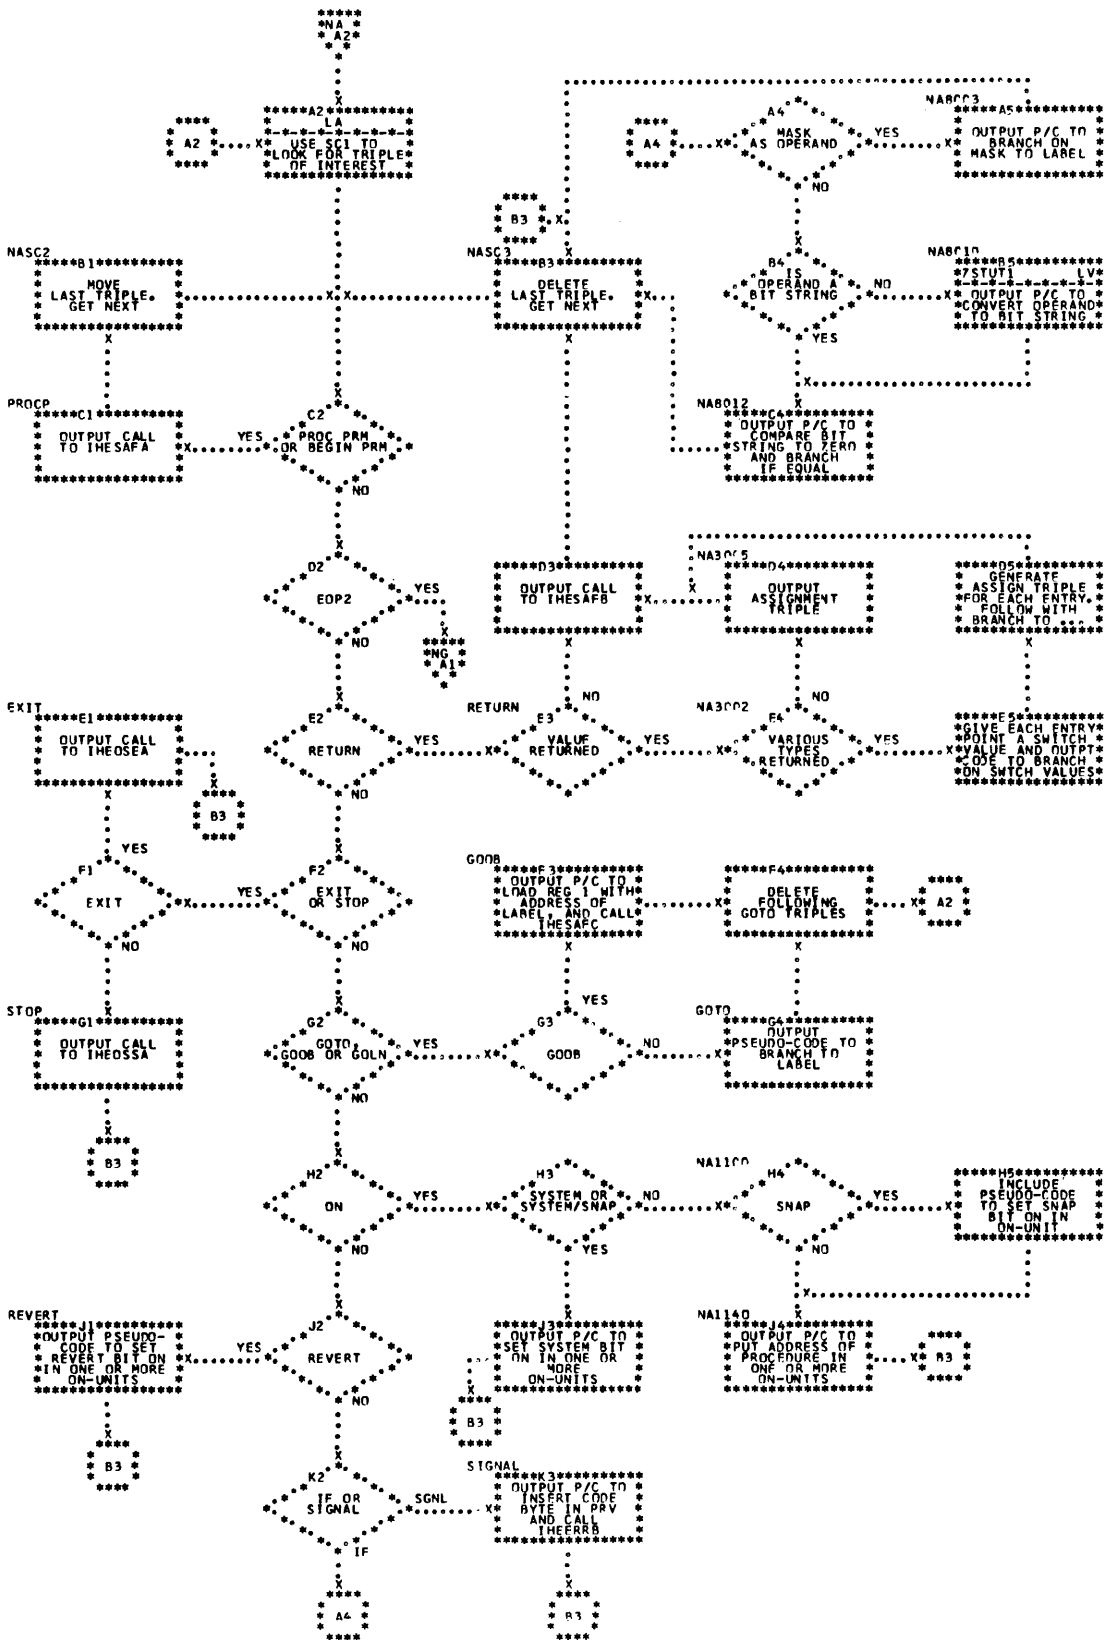 NA
A2
A2
LA
USE SC1 TO
LOOK FOR TRIPLE
OF INTEREST
A2
A4
A4
MASK
AS OPERAND
YES
NO
NA8003
A5
OUTPUT P/C TO
BRANCH ON
MASK TO LABEL
B3
NASC2
B1
MOVE
LAST TRIPLE.
GET NEXT
NASC3
B3
DELETE
LAST TRIPLE.
GET NEXT
B4
IS
OPERAND A
BIT STRING
NO
YES
NA8010
B5
7STUT1 LV
OUTPUT P/C TO
CONVERT OPERAND
TO BIT STRING
PROCP
C1
OUTPUT CALL
TO IHESAFA
YES
C2
PROC PRM
OR BEGIN PRM
NO
NA8012
C4
OUTPUT P/C TO
COMPARE BIT
STRING TO ZERO
AND BRANCH
IF EQUAL
D2
EOP2
YES
NO
NG
A1
D3
OUTPUT CALL
TO IHESAFB
NA3005
D4
OUTPUT
ASSIGNMENT
TRIPLE
D5
GENERATE
ASSIGN TRIPLE
FOR EACH ENTRY.
FOLLOW WITH
BRANCH TO ...
EXIT
E1
OUTPUT CALL
TO IHEOSEA
B3
E2
RETURN
YES
NO
RETURN
E3
VALUE
RETURNED
NO
YES
NA3002
E4
VARIOUS
TYPES
RETURNED
NO
YES
E5
GIVE EACH ENTRY
POINT A SWITCH
VALUE AND OUTPT
CODE TO BRANCH
ON SWTCH VALUES
F1
EXIT
YES
NO
F2
EXIT
OR STOP
YES
NO
GOOB
F3
OUTPUT P/C TO
LOAD REG 1 WITH
ADDRESS OF
LABEL, AND CALL
IHESAFC
F4
DELETE
FOLLOWING
GOTO TRIPLES
A2
STOP
G1
OUTPUT CALL
TO IHEOSSA
B3
G2
GOTO,
GOOB OR GOLN
YES
NO
G3
GOOB
YES
NO
GOTO
G4
OUTPUT
PSEUDO-CODE TO
BRANCH TO
LABEL
H2
ON
YES
NO
H3
SYSTEM OR
SYSTEM/SNAP
NO
YES
NA1100
H4
SNAP
YES
NO
H5
INCLUDE
PSEUDO-CODE
TO SET SNAP
BIT ON IN
ON-UNIT
REVERT
J1
OUTPUT PSEUDO-
CODE TO SET
REVERT BIT ON
IN ONE OR MORE
ON-UNITS
B3
J2
REVERT
YES
NO
J3
OUTPUT P/C TO
SET SYSTEM BIT
ON IN ONE OR
MORE
ON-UNITS
B3
NA1140
J4
OUTPUT P/C TO
PUT ADDRESS OF
PROCEDURE IN
ONE OR MORE
ON-UNITS
B3
K2
IF OR
SIGNAL
SGNL
IF
A4
SIGNAL
K3
OUTPUT P/C TO
INSERT CODE
BYTE IN PRV
AND CALL
IHEERRB
B3